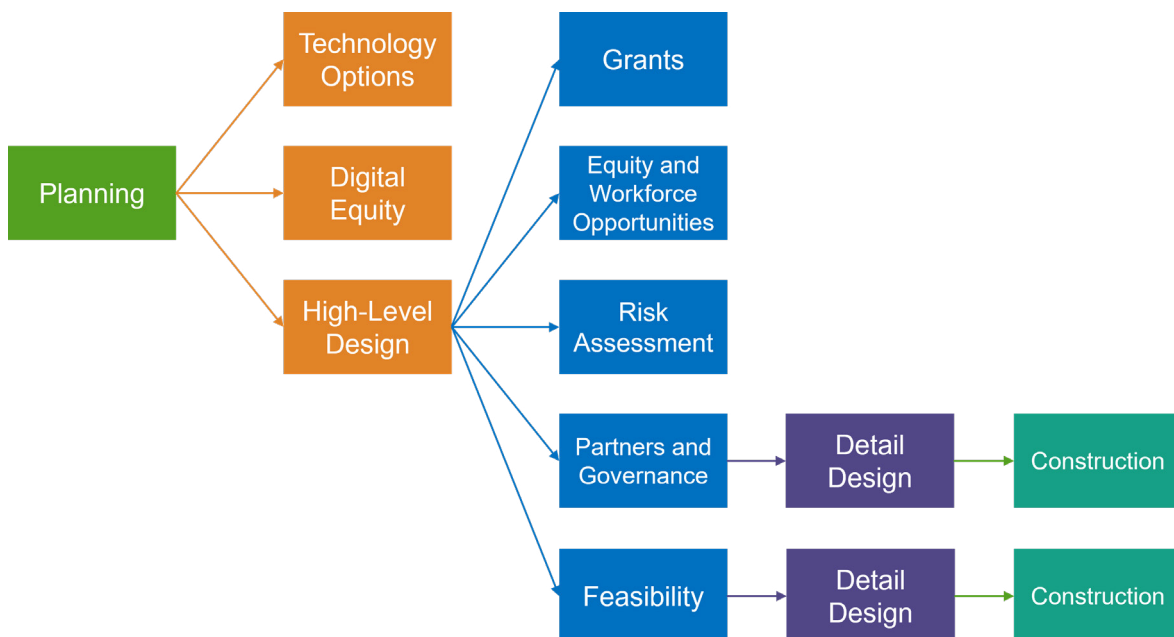 Technology
Options
Grants
Planning
Digital
Equity
Equity and
Workforce
Opportunities
High-Level
Design
Risk
Assessment
Partners and
Governance
Detail
Design
Construction
Feasibility
Detail
Design
Construction